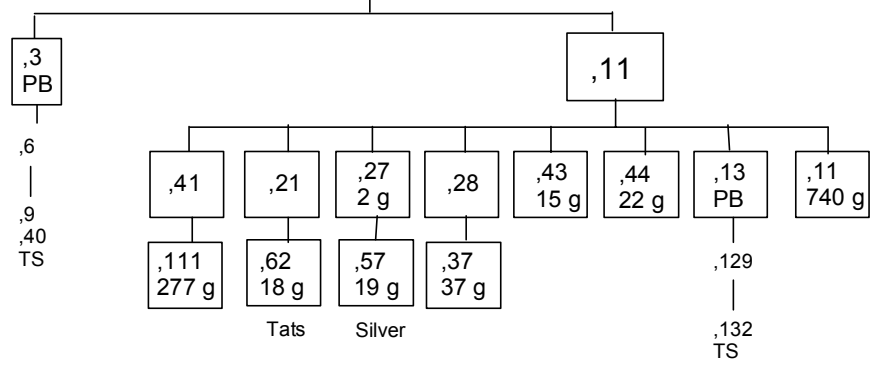 ,3
PB
,11
,6
,9
,40
TS
,41
,21
,27
2 g
,28
,43
15 g
,44
22 g
,13
PB
,11
740 g
,111
277 g
,62
18 g
,57
19 g
,37
37 g
,129
Tats
Silver
,132
TS